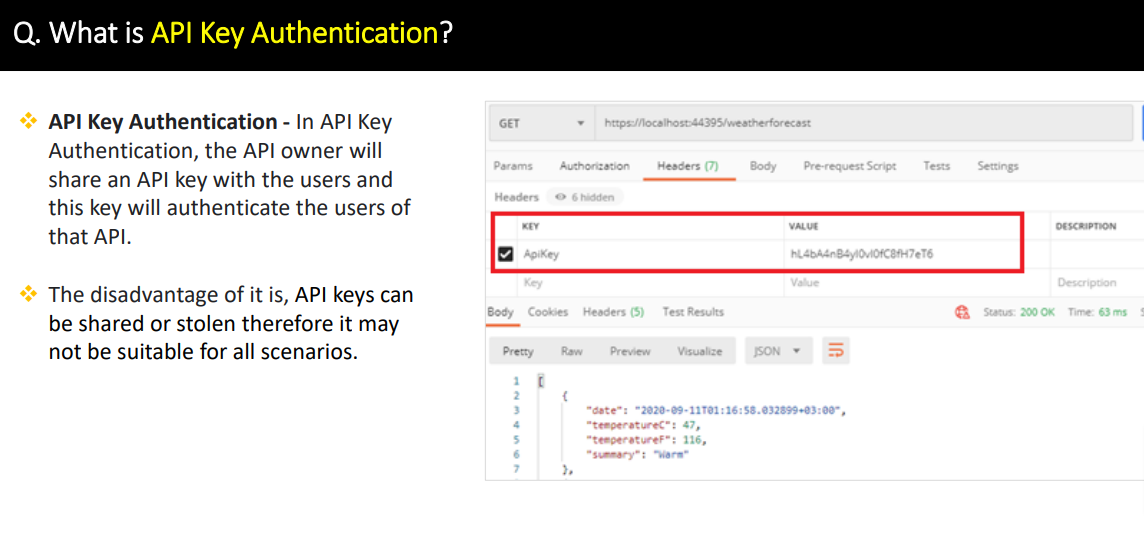 Q. What is API Key Authentication?
API Key Authentication - In API Key
Authentication, the API owner will
share an API key with the users and
this key will authenticate the users of
that API.
The disadvantage of it is, API keys can
be shared or stolen therefore it may
not be suitable for all scenarios.
GET https://localhost:44395/weatherforecast
Params Authorization Headers (7) Body Pre-request Script Tests Settings
Headers 6 hidden
KEY VALUE DESCRIPTION
ApiKey hL4bA4nB4yI0vI0fC8fH7eT6
Key Value Description
Body Cookies Headers (5) Test Results Status: 200 OK Time: 63 ms
Pretty Raw Preview Visualize JSON
1 [
2 {
3 "date": "2020-09-11T01:16:58.032899+03:00",
4 "temperatureC": 47,
5 "temperatureF": 116,
6 "summary": "Warm"
7 },